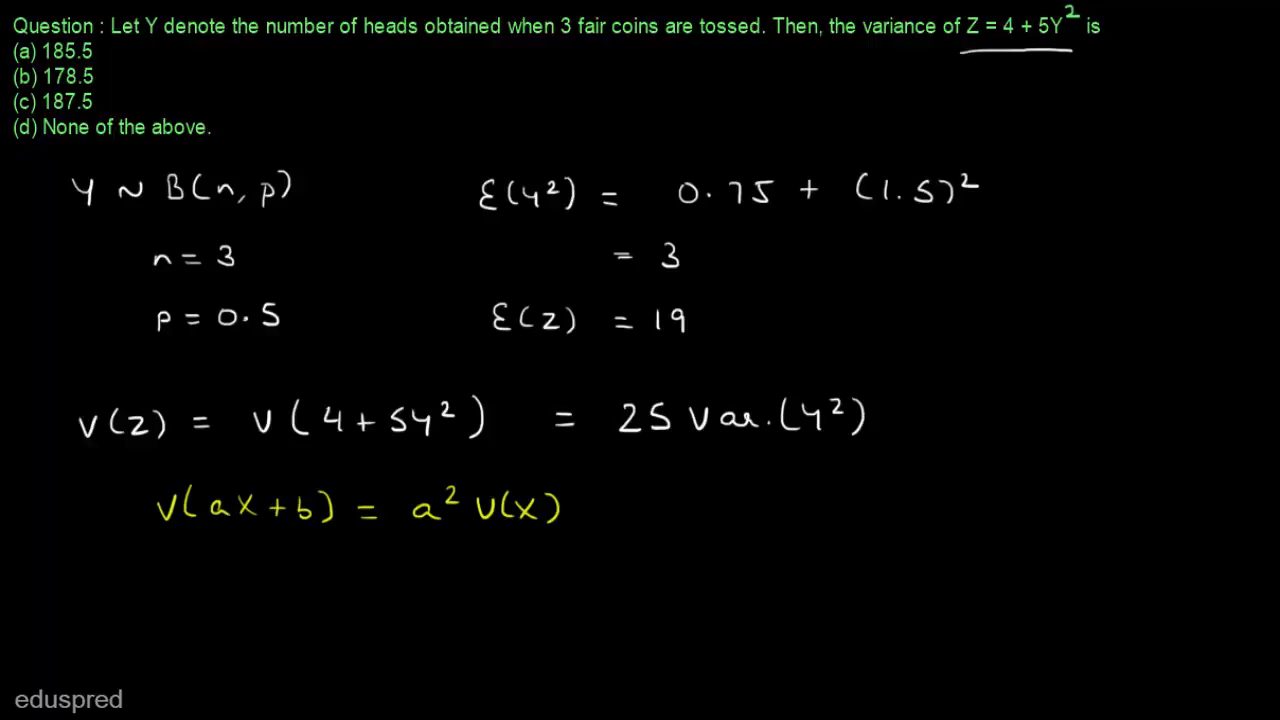 Question : Let Y denote the number of heads obtained when 3 fair coins are tossed. Then, the variance of Z = 4 + 5Y² is
(a) 185.5
(b) 178.5
(c) 187.5
(d) None of the above.
Y ~ B(n, p)
n = 3
p = 0.5
E(Y²) = 0.75 + (1.5)²
= 3
E(Z) = 19
V(Z) = V(4 + 5Y²) = 25 Var.(Y²)
V(aX + b) = a² V(X)
eduspred